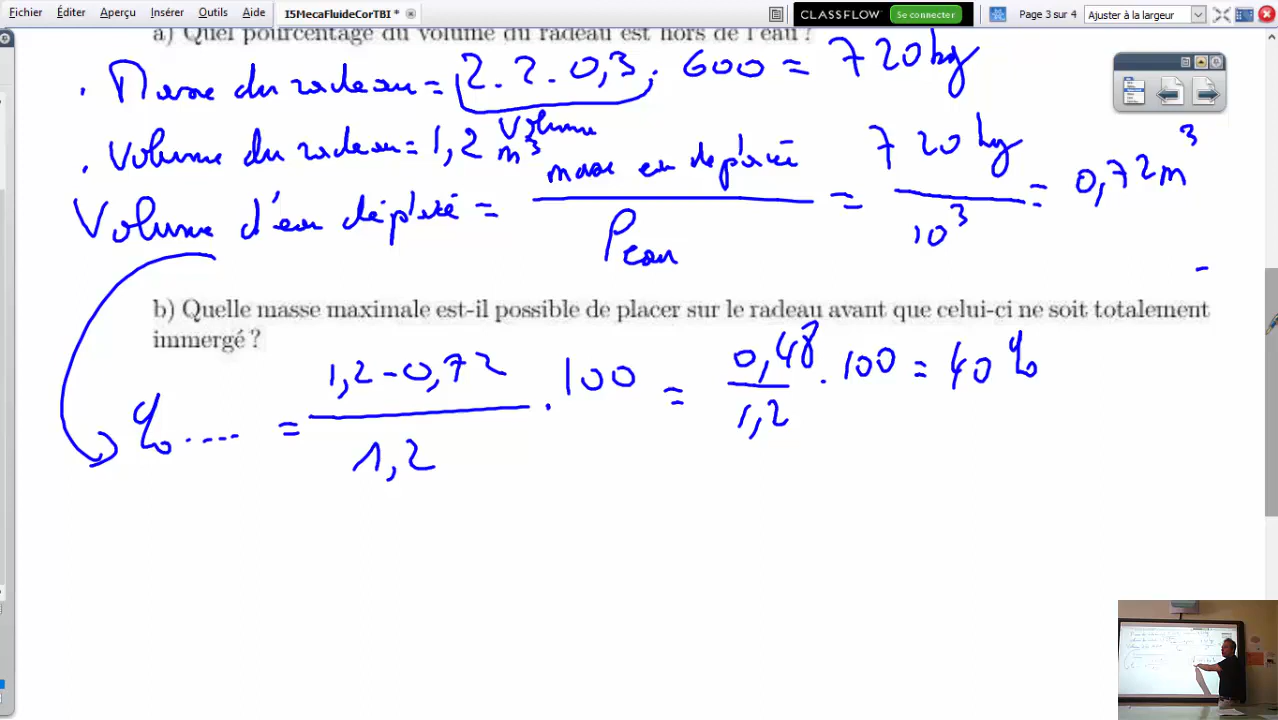 Fichier Éditer Aperçu Insérer Outils Aide I5MecaFluideCorTBI * CLASSFLOW Se connecter Page 3 sur 4 Ajuster à la largeur
a) Quel pourcentage du volume du radeau est hors de l'eau ?
. Masse du radeau = 2 . 2 . 0,3 . 600 = 720 kg
Volume
. Volume du radeau = 1,2 m³
Volume d'eau déplacé = masse eau déplacée / ρeau = 720 kg / 10³ = 0,72 m³
b) Quelle masse maximale est-il possible de placer sur le radeau avant que celui-ci ne soit totalement
immergé ?
% .... = 1,2 - 0,72 / 1,2 . 100 = 0,48 / 1,2 . 100 = 40 %